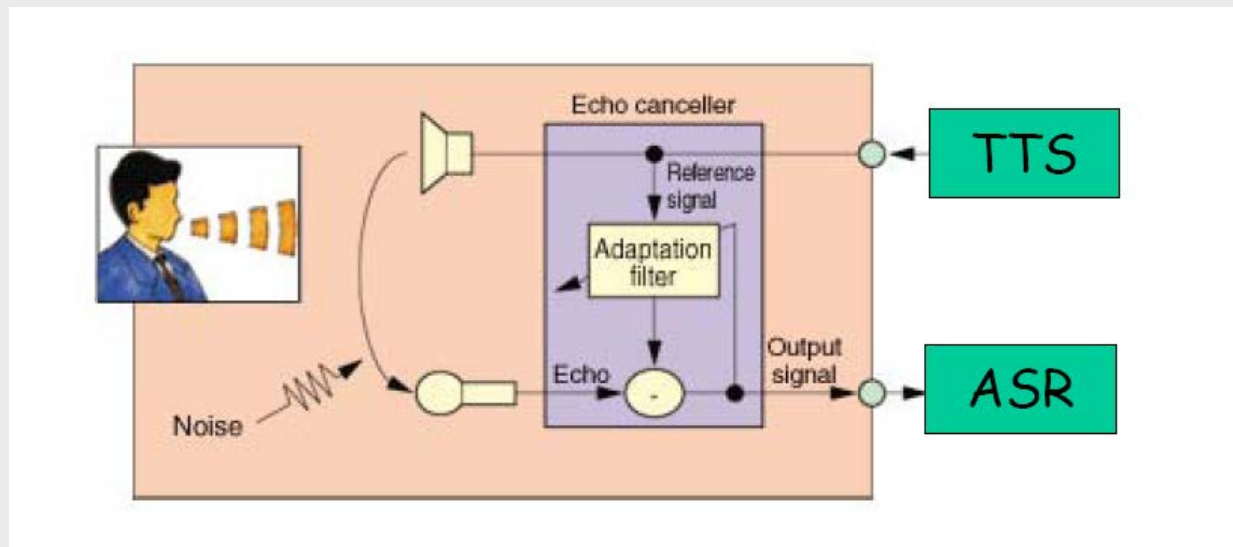 Echo canceller
TTS
Reference
signal
Adaptation
filter
Echo
-
Output
signal
ASR
Noise